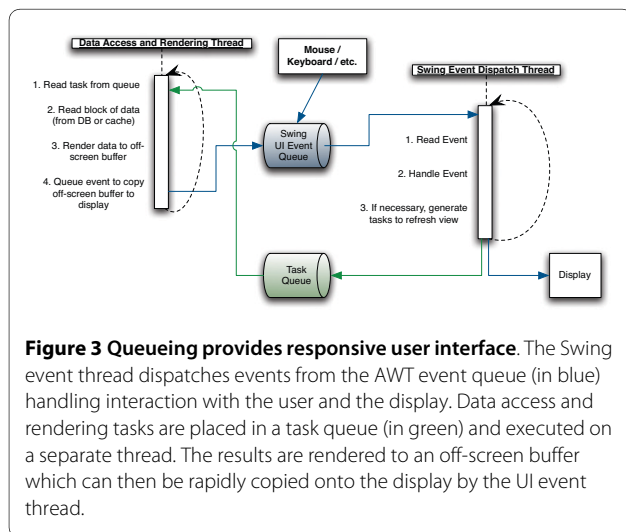 Data Access and Rendering Thread
1. Read task from queue
2. Read block of data
(from DB or cache)
3. Render data to off-
screen buffer
4. Queue event to copy
off-screen buffer to
display
Mouse /
Keyboard / etc.
Swing
UI Event
Queue
Task
Queue
Swing Event Dispatch Thread
1. Read Event
2. Handle Event
3. If necessary, generate
tasks to refresh view
Display
Figure 3 Queueing provides responsive user interface. The Swing
event thread dispatches events from the AWT event queue (in blue)
handling interaction with the user and the display. Data access and
rendering tasks are placed in a task queue (in green) and executed on
a separate thread. The results are rendered to an off-screen buffer
which can then be rapidly copied onto the display by the UI event
thread.